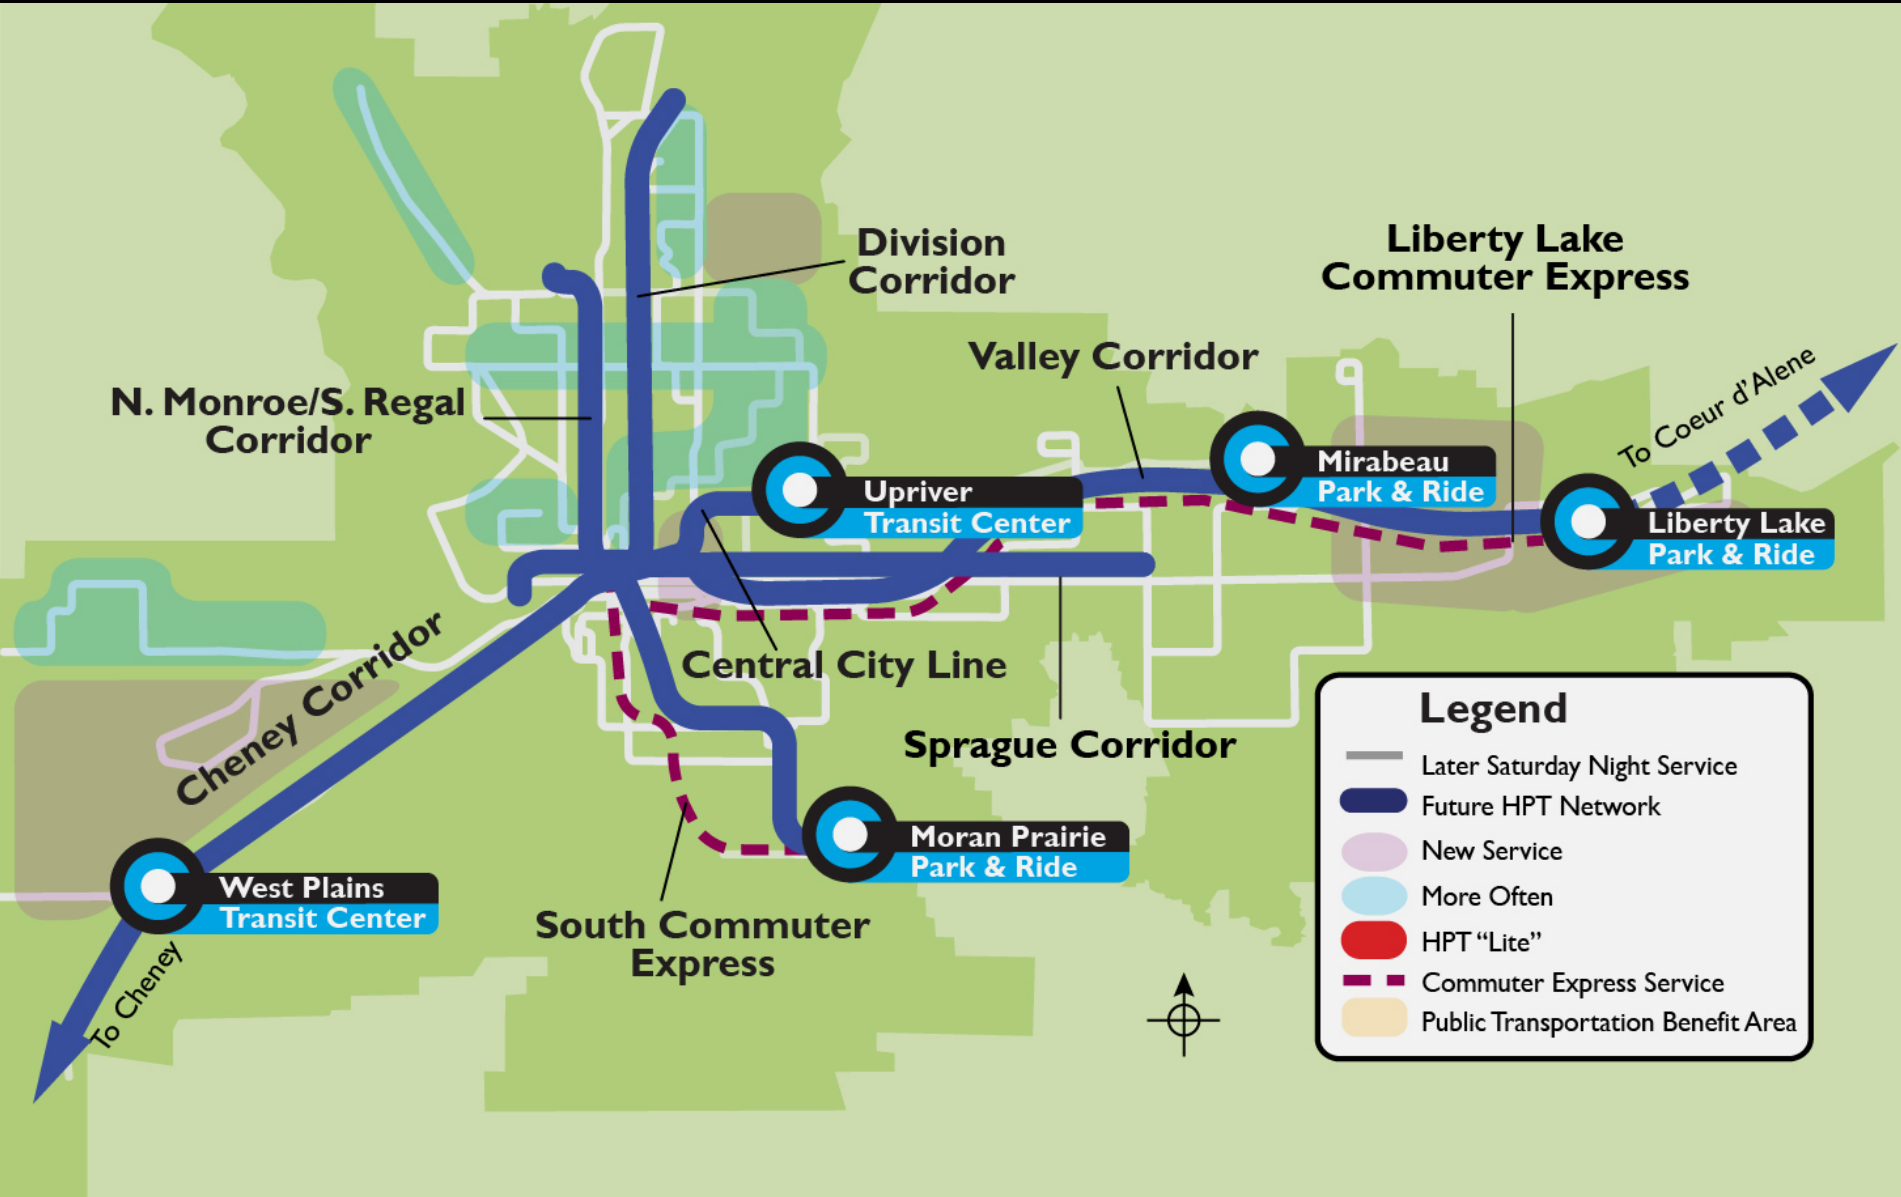 Division
Corridor
Liberty Lake
Commuter Express
Valley Corridor
To Coeur d'Alene
N. Monroe/S. Regal
Corridor
Mirabeau
Park & Ride
Upriver
Transit Center
Liberty Lake
Park & Ride
Cheney Corridor
Central City Line
Sprague Corridor
Moran Prairie
Park & Ride
West Plains
Transit Center
South Commuter
Express
To Cheney
Legend
Later Saturday Night Service
Future HPT Network
New Service
More Often
HPT “Lite”
Commuter Express Service
Public Transportation Benefit Area